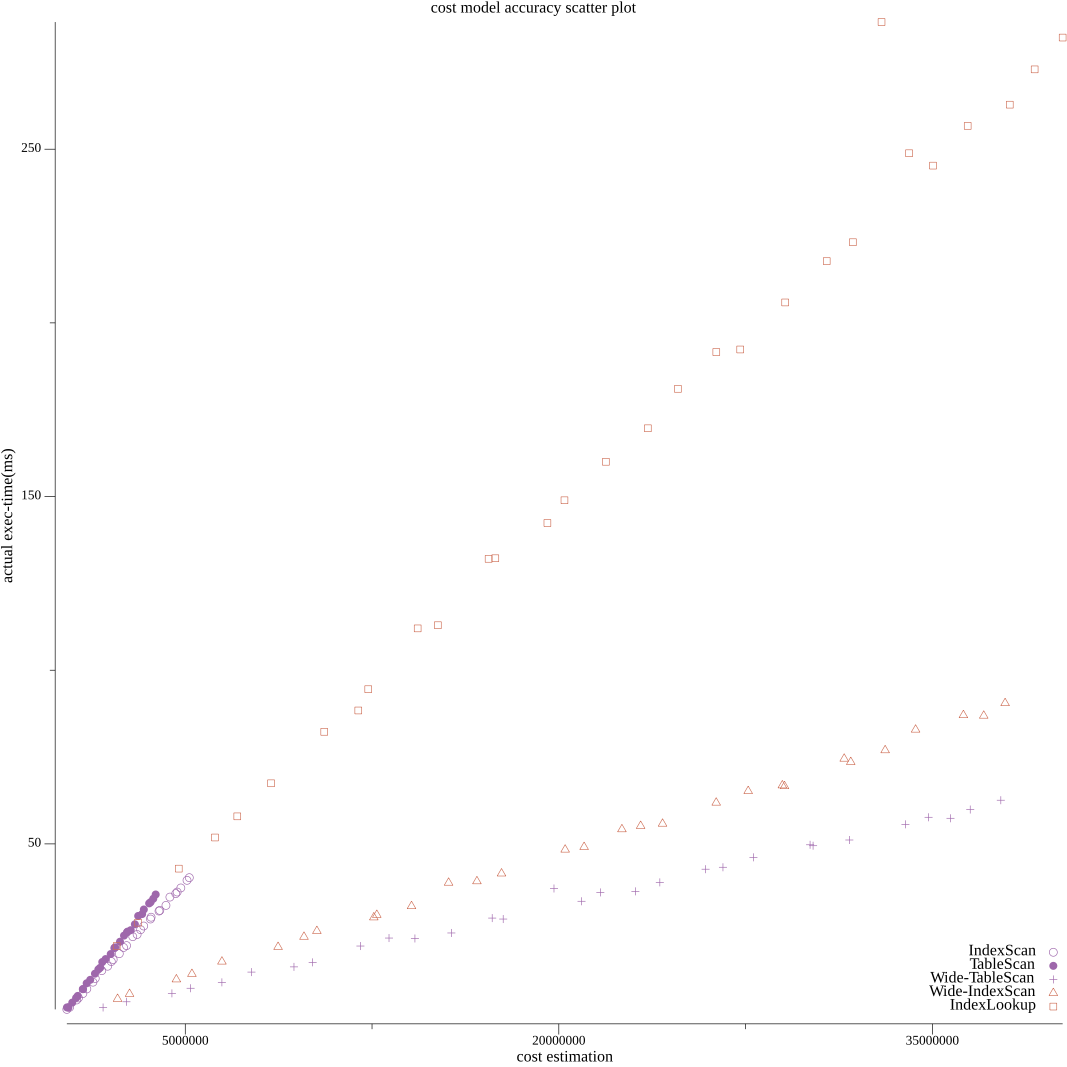 cost model accuracy scatter plot
250
150
50
actual exec-time(ms)
IndexScan
TableScan
Wide-TableScan
Wide-IndexScan
IndexLookup
5000000
20000000
35000000
cost estimation